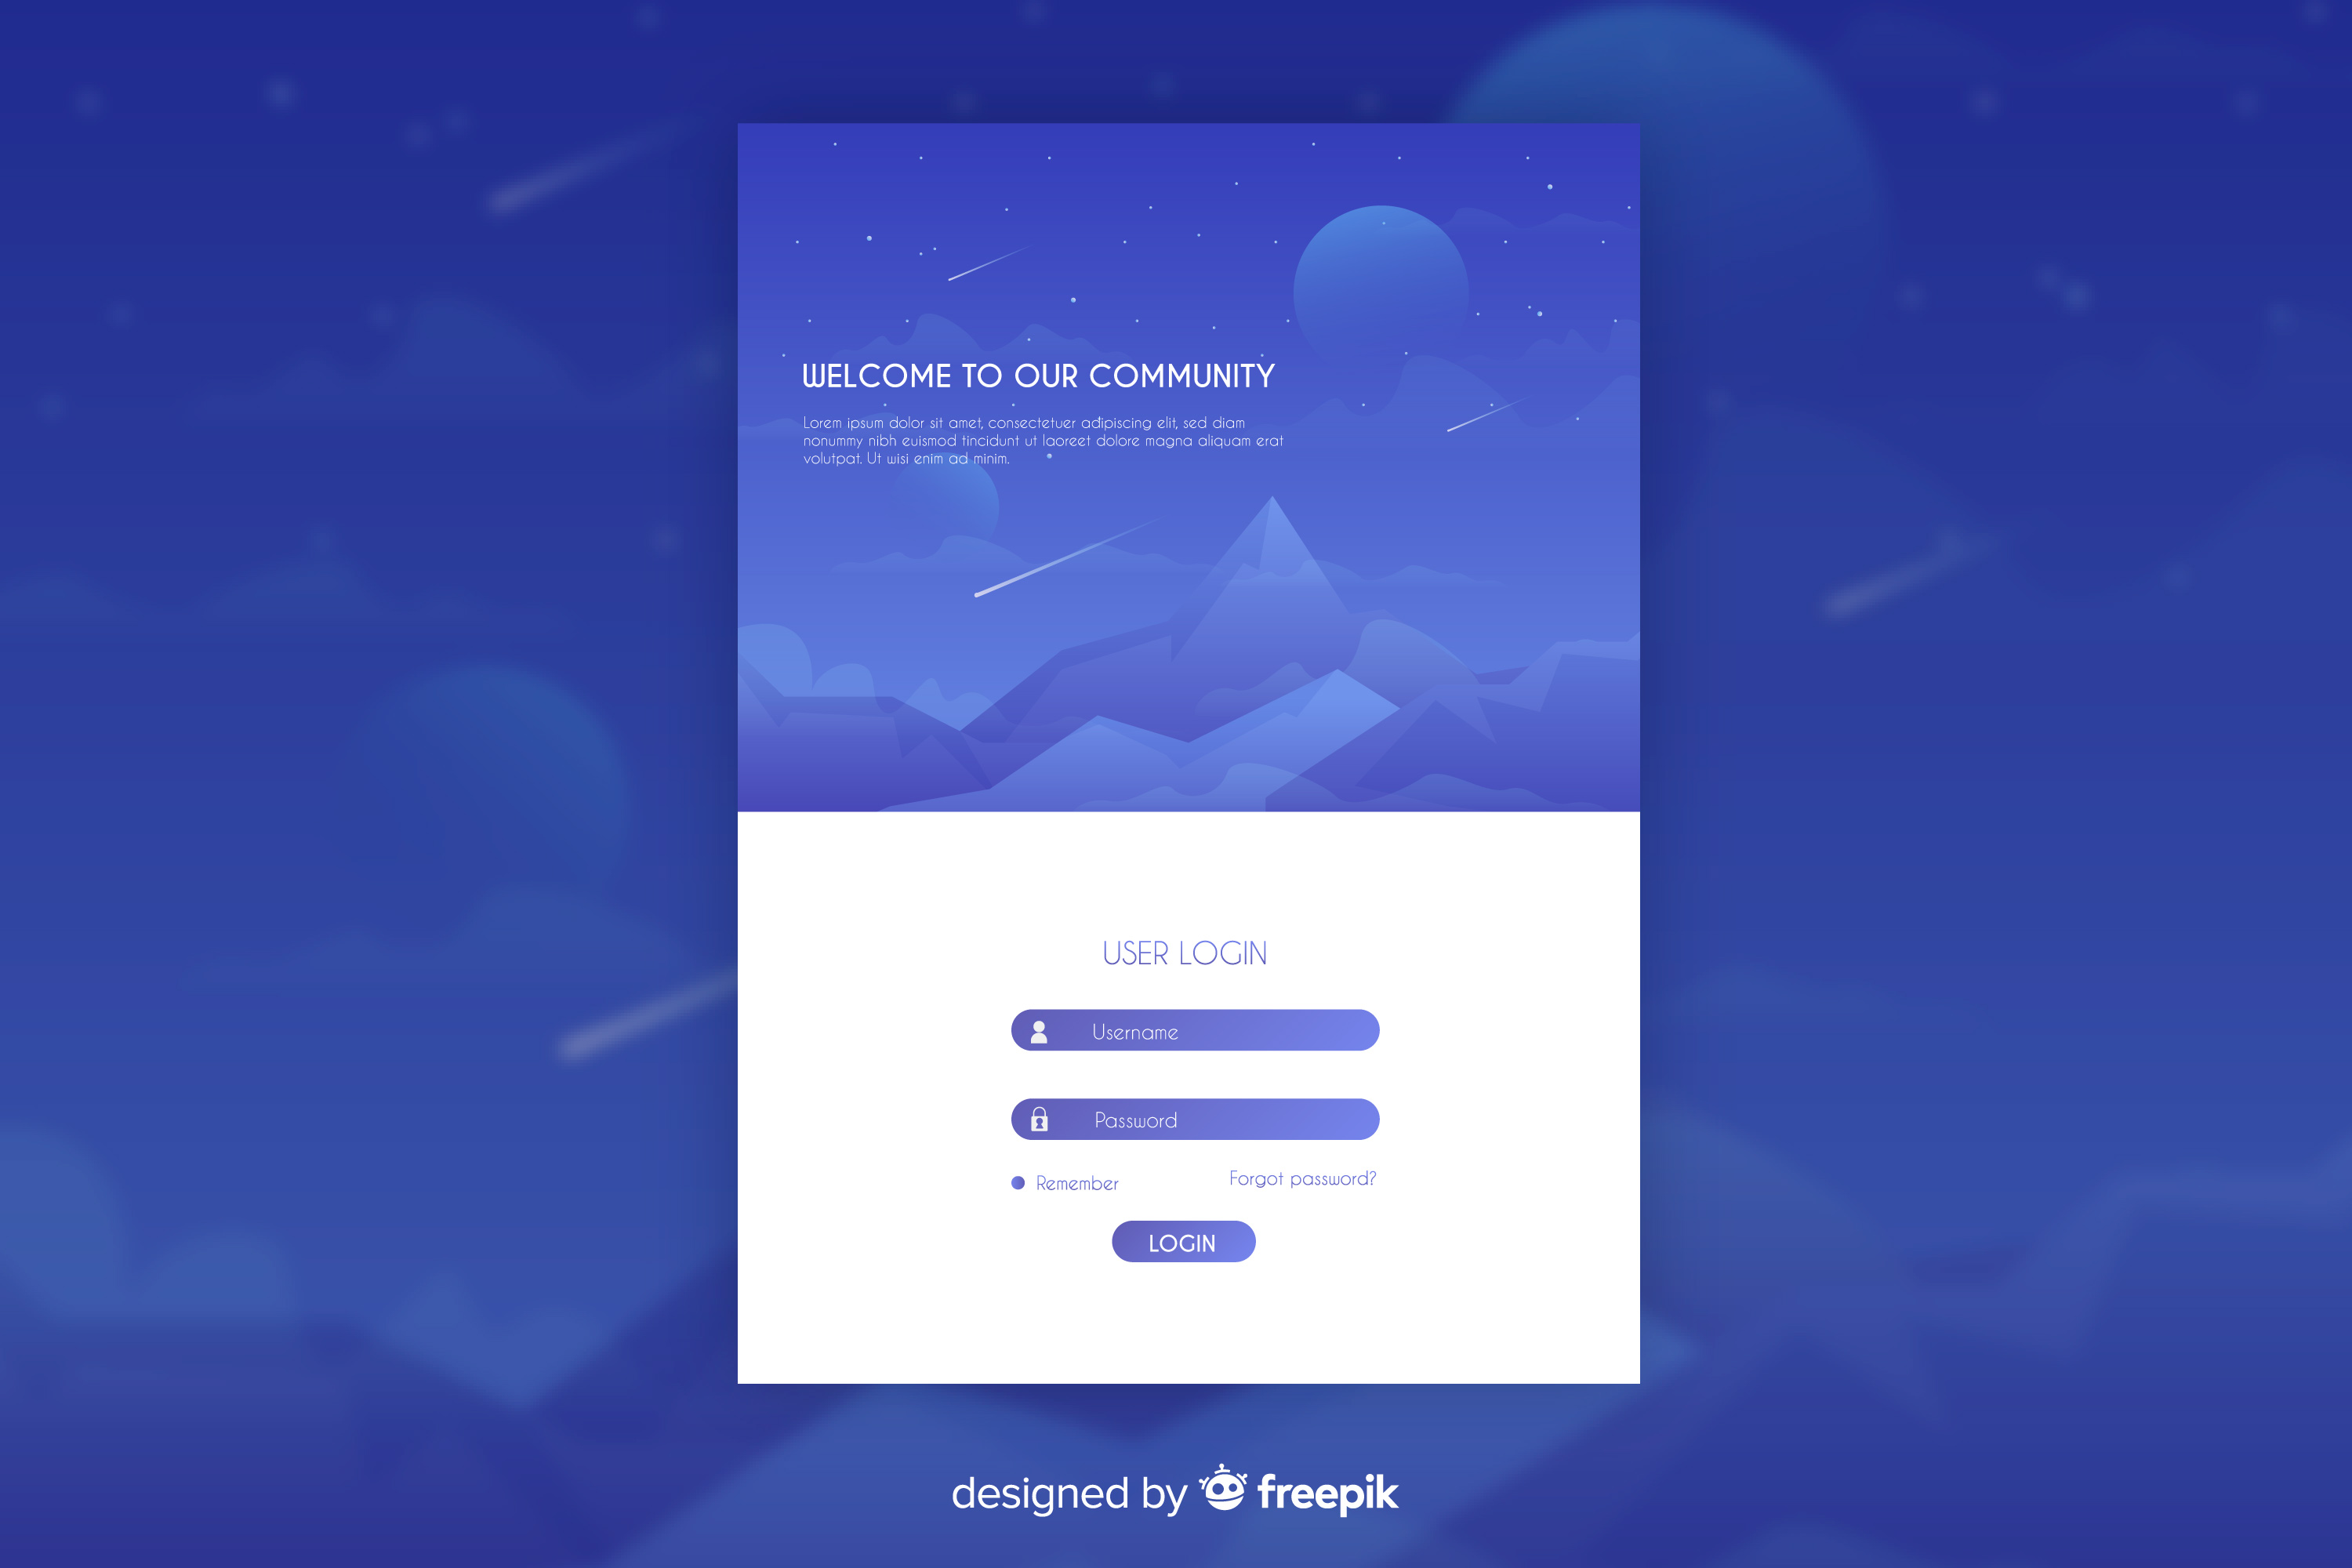 WELCOME TO OUR COMMUNITY
Lorem ipsum dolor sit amet, consectetuer adipiscing elit, sed diam
nonummy nibh euismod tincidunt ut laoreet dolore magna aliquam erat
volutpat. Ut wisi enim ad minim.
USER LOGIN
Username
Password
Remember
Forgot password?
LOGIN
designed by freepik